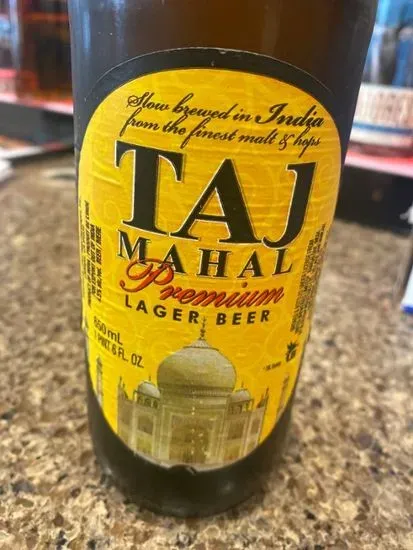 Slow brewed in India
from the finest malt & hops
TAJ
MAHAL
Premium
LAGER BEER
650 mL
1 PINT 6 FL. OZ.